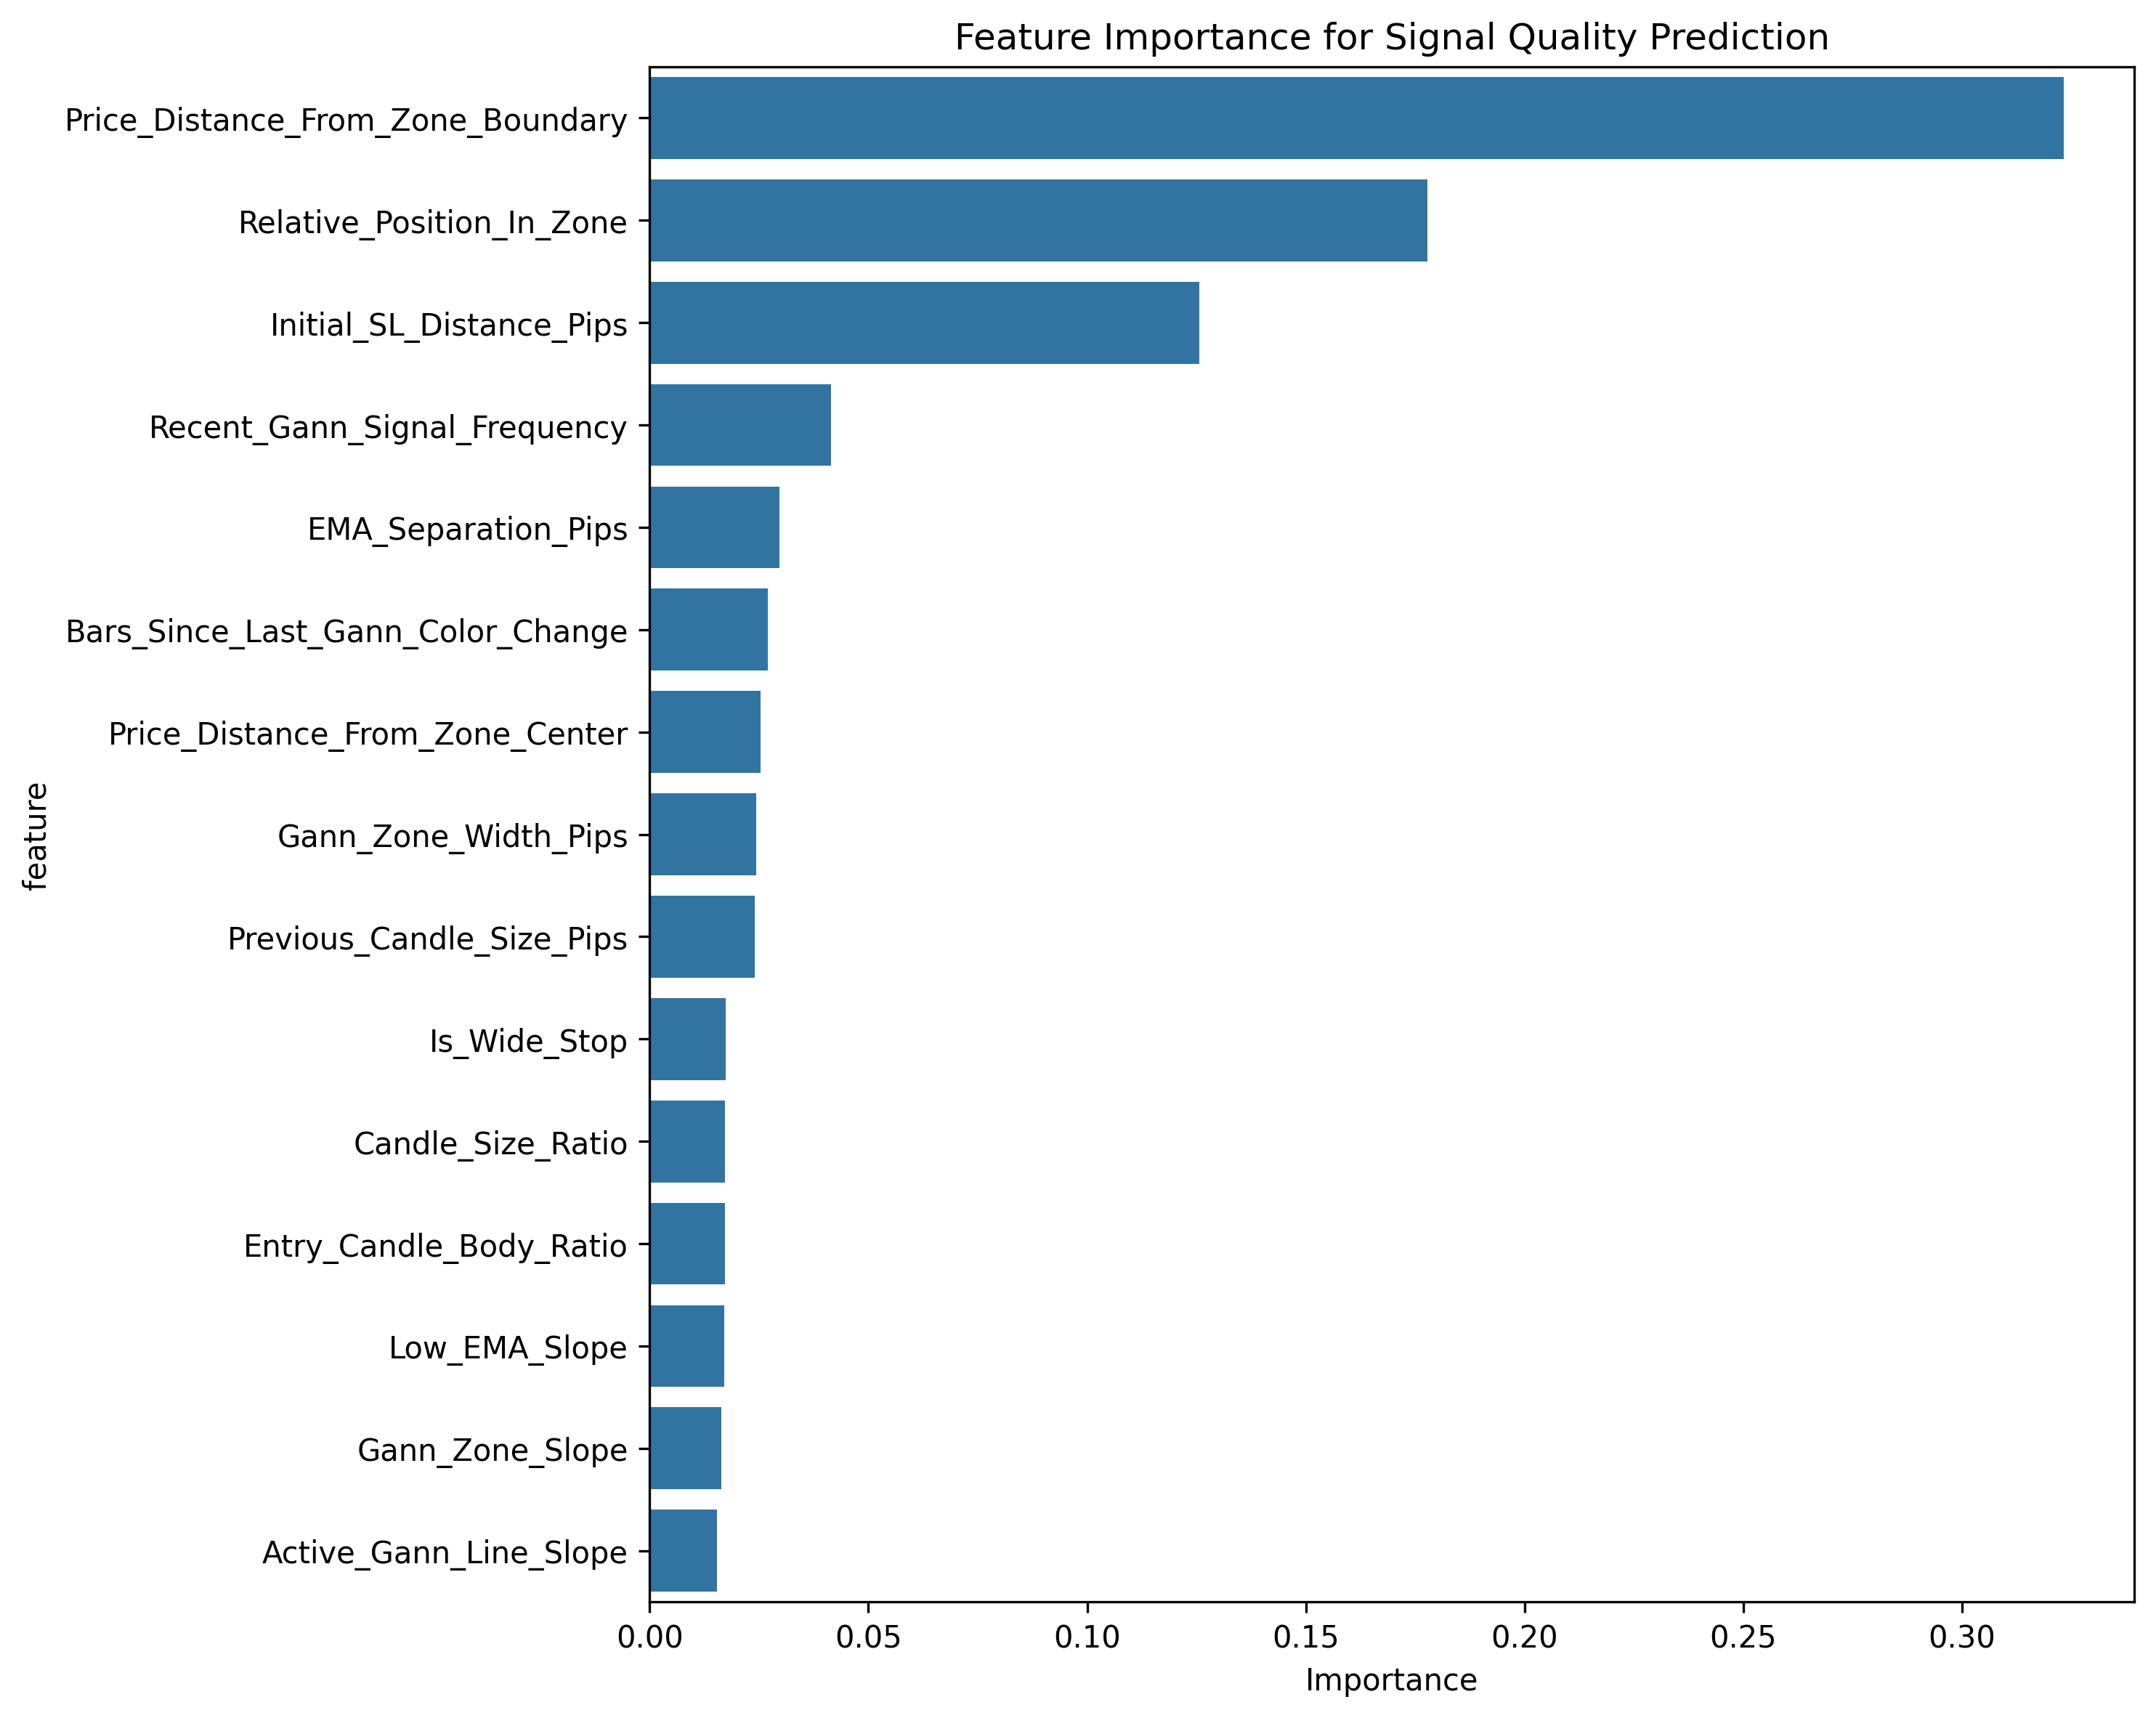 Feature Importance for Signal Quality Prediction
Price_Distance_From_Zone_Boundary
Relative_Position_In_Zone
Initial_SL_Distance_Pips
Recent_Gann_Signal_Frequency
EMA_Separation_Pips
Bars_Since_Last_Gann_Color_Change
Price_Distance_From_Zone_Center
Gann_Zone_Width_Pips
Previous_Candle_Size_Pips
Is_Wide_Stop
Candle_Size_Ratio
Entry_Candle_Body_Ratio
Low_EMA_Slope
Gann_Zone_Slope
Active_Gann_Line_Slope
feature
0.00 0.05 0.10 0.15 0.20 0.25 0.30
Importance